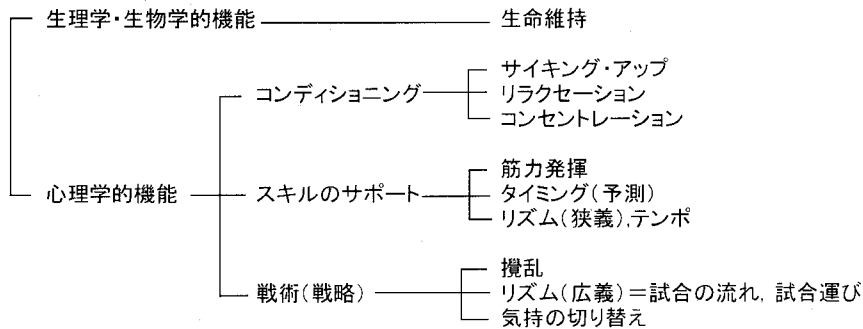 生理学・生物学的機能 生命維持
サイキング・アップ
コンディショニング リラクセーション
コンセントレーション
筋力発揮
心理学的機能 スキルのサポート タイミング(予測)
リズム(狭義),テンポ
攪乱
戦術(戦略) リズム(広義)=試合の流れ, 試合運び
気持の切り替え